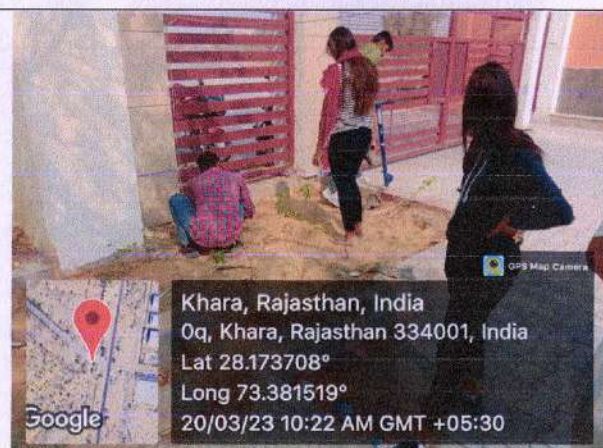 GPS Map Camera
Khara, Rajasthan, India
0q, Khara, Rajasthan 334001, India
Lat 28.173708°
Long 73.381519°
20/03/23 10:22 AM GMT +05:30
Google